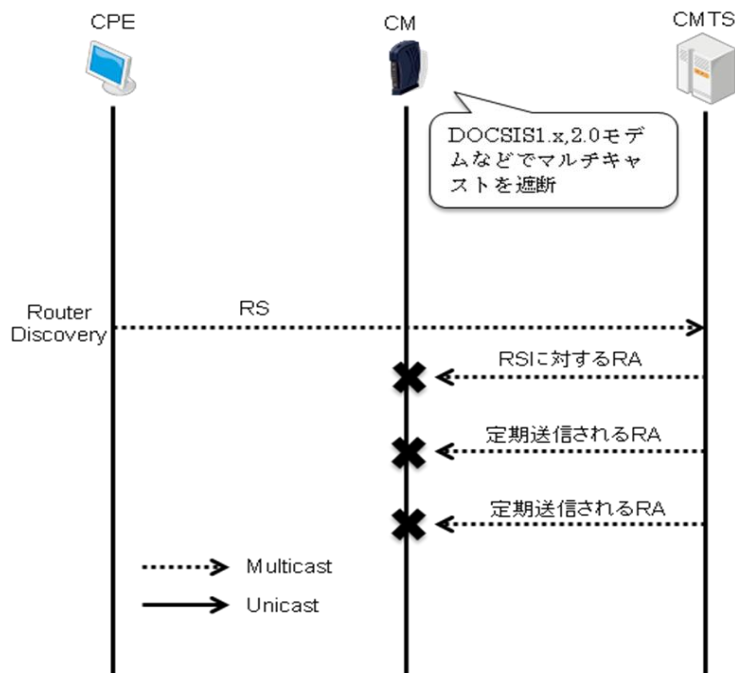 CPE
CM
CMTS
DOCSIS1.x,2.0モデ
ムなどでマルチキャ
ストを遮断
Router
Discovery
RS
RSに対するRA
定期送信されるRA
定期送信されるRA
Multicast
Unicast